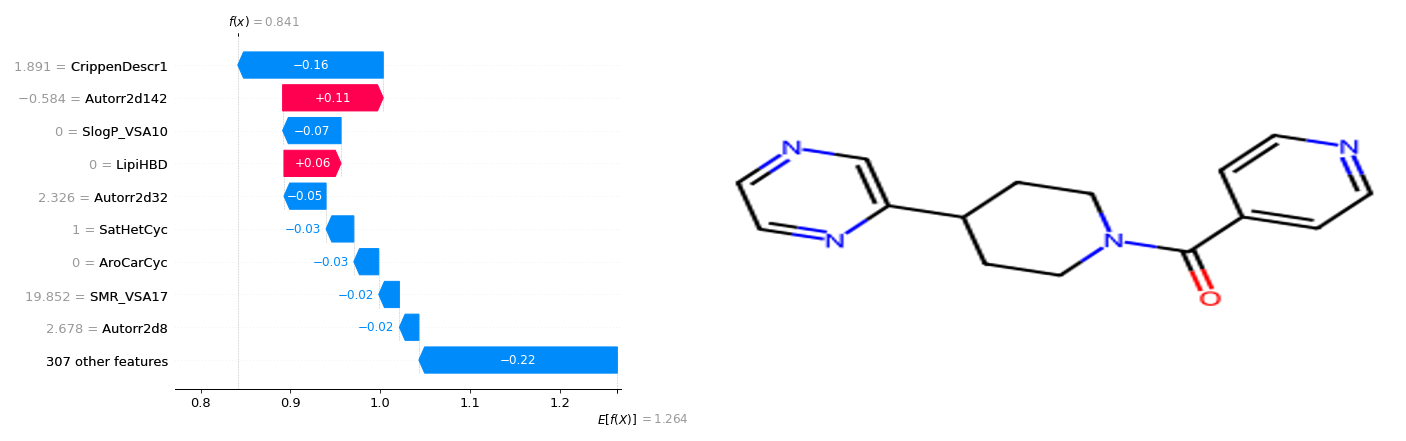 f(x) = 0.841
1.891 = CrippenDescr1
−0.16
−0.584 = Autorr2d142
+0.11
0 = SlogP_VSA10
−0.07
0 = LipiHBD
+0.06
2.326 = Autorr2d32
−0.05
1 = SatHetCyc
−0.03
0 = AroCarCyc
−0.03
19.852 = SMR_VSA17
−0.02
2.678 = Autorr2d8
−0.02
307 other features
−0.22
0.8 0.9 1.0 1.1 1.2
E[f(X)] = 1.264
N
N
N
O
N